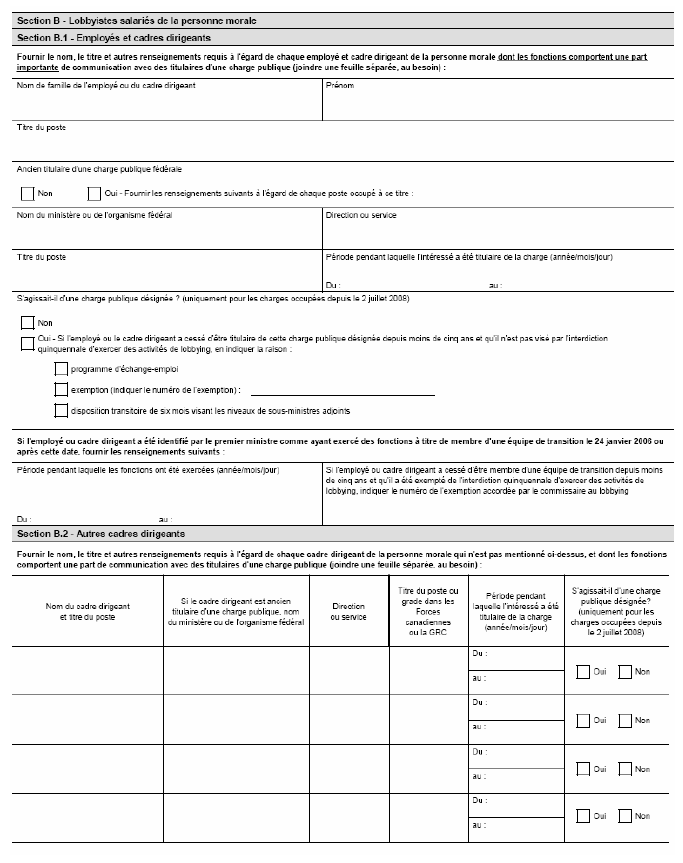 Section B - Lobbyistes salariés de la personne morale
Section B.1 - Employés et cadres dirigeants
Fournir le nom, le titre et autres renseignements requis à l'égard de chaque employé et cadre dirigeant de la personne morale dont les fonctions comportent une part
importante de communication avec des titulaires d'une charge publique (joindre une feuille séparée, au besoin) :
Nom de famille de l'employé ou du cadre dirigeant
Prénom
Titre du poste
Ancien titulaire d'une charge publique fédérale
Non
Oui - Fournir les renseignements suivants à l'égard de chaque poste occupé à ce titre :
Nom du ministère ou de l'organisme fédéral
Direction ou service
Titre du poste
Période pendant laquelle l'intéressé a été titulaire de la charge (année/mois/jour)
Du :
au :
S'agissait-il d'une charge publique désignée ? (uniquement pour les charges occupées depuis le 2 juillet 2008)
Non
Oui - Si l'employé ou le cadre dirigeant a cessé d'être titulaire de cette charge publique désignée depuis moins de cinq ans et qu'il n'est pas visé par l'interdiction
quinquennale d'exercer des activités de lobbying, en indiquer la raison :
programme d'échange-emploi
exemption (indiquer le numéro de l'exemption) :
disposition transitoire de six mois visant les niveaux de sous-ministres adjoints
Si l'employé ou cadre dirigeant a été identifié par le premier ministre comme ayant exercé des fonctions à titre de membre d'une équipe de transition le 24 janvier 2006 ou
après cette date, fournir les renseignements suivants :
Période pendant laquelle les fonctions ont été exercées (année/mois/jour)
Du :
au :
Si l'employé ou cadre dirigeant a cessé d'être membre d'une équipe de transition depuis moins
de cinq ans et qu'il a été exempté de l'interdiction quinquennale d'exercer des activités de
lobbying, indiquer le numéro de l'exemption accordée par le commissaire au lobbying
Section B.2 - Autres cadres dirigeants
Fournir le nom, le titre et autres renseignements requis à l'égard de chaque cadre dirigeant de la personne morale qui n'est pas mentionné ci-dessus, et dont les fonctions
comportent une part de communication avec des titulaires d'une charge publique (joindre une feuille séparée, au besoin) :
Nom du cadre dirigeant
et titre du poste
Si le cadre dirigeant est ancien
titulaire d'une charge publique, nom
du ministère ou de l'organisme fédéral
Direction
ou service
Titre du poste ou
grade dans les
Forces
canadiennes
ou la GRC
Période pendant
laquelle l'intéressé a été
titulaire de la charge
(année/mois/jour)
S'agissait-il d'une charge
publique désignée?
(uniquement pour les
charges occupées depuis
le 2 juillet 2008)
Du :
au :
Oui
Non
Du :
au :
Oui
Non
Du :
au :
Oui
Non
Du :
au :
Oui
Non